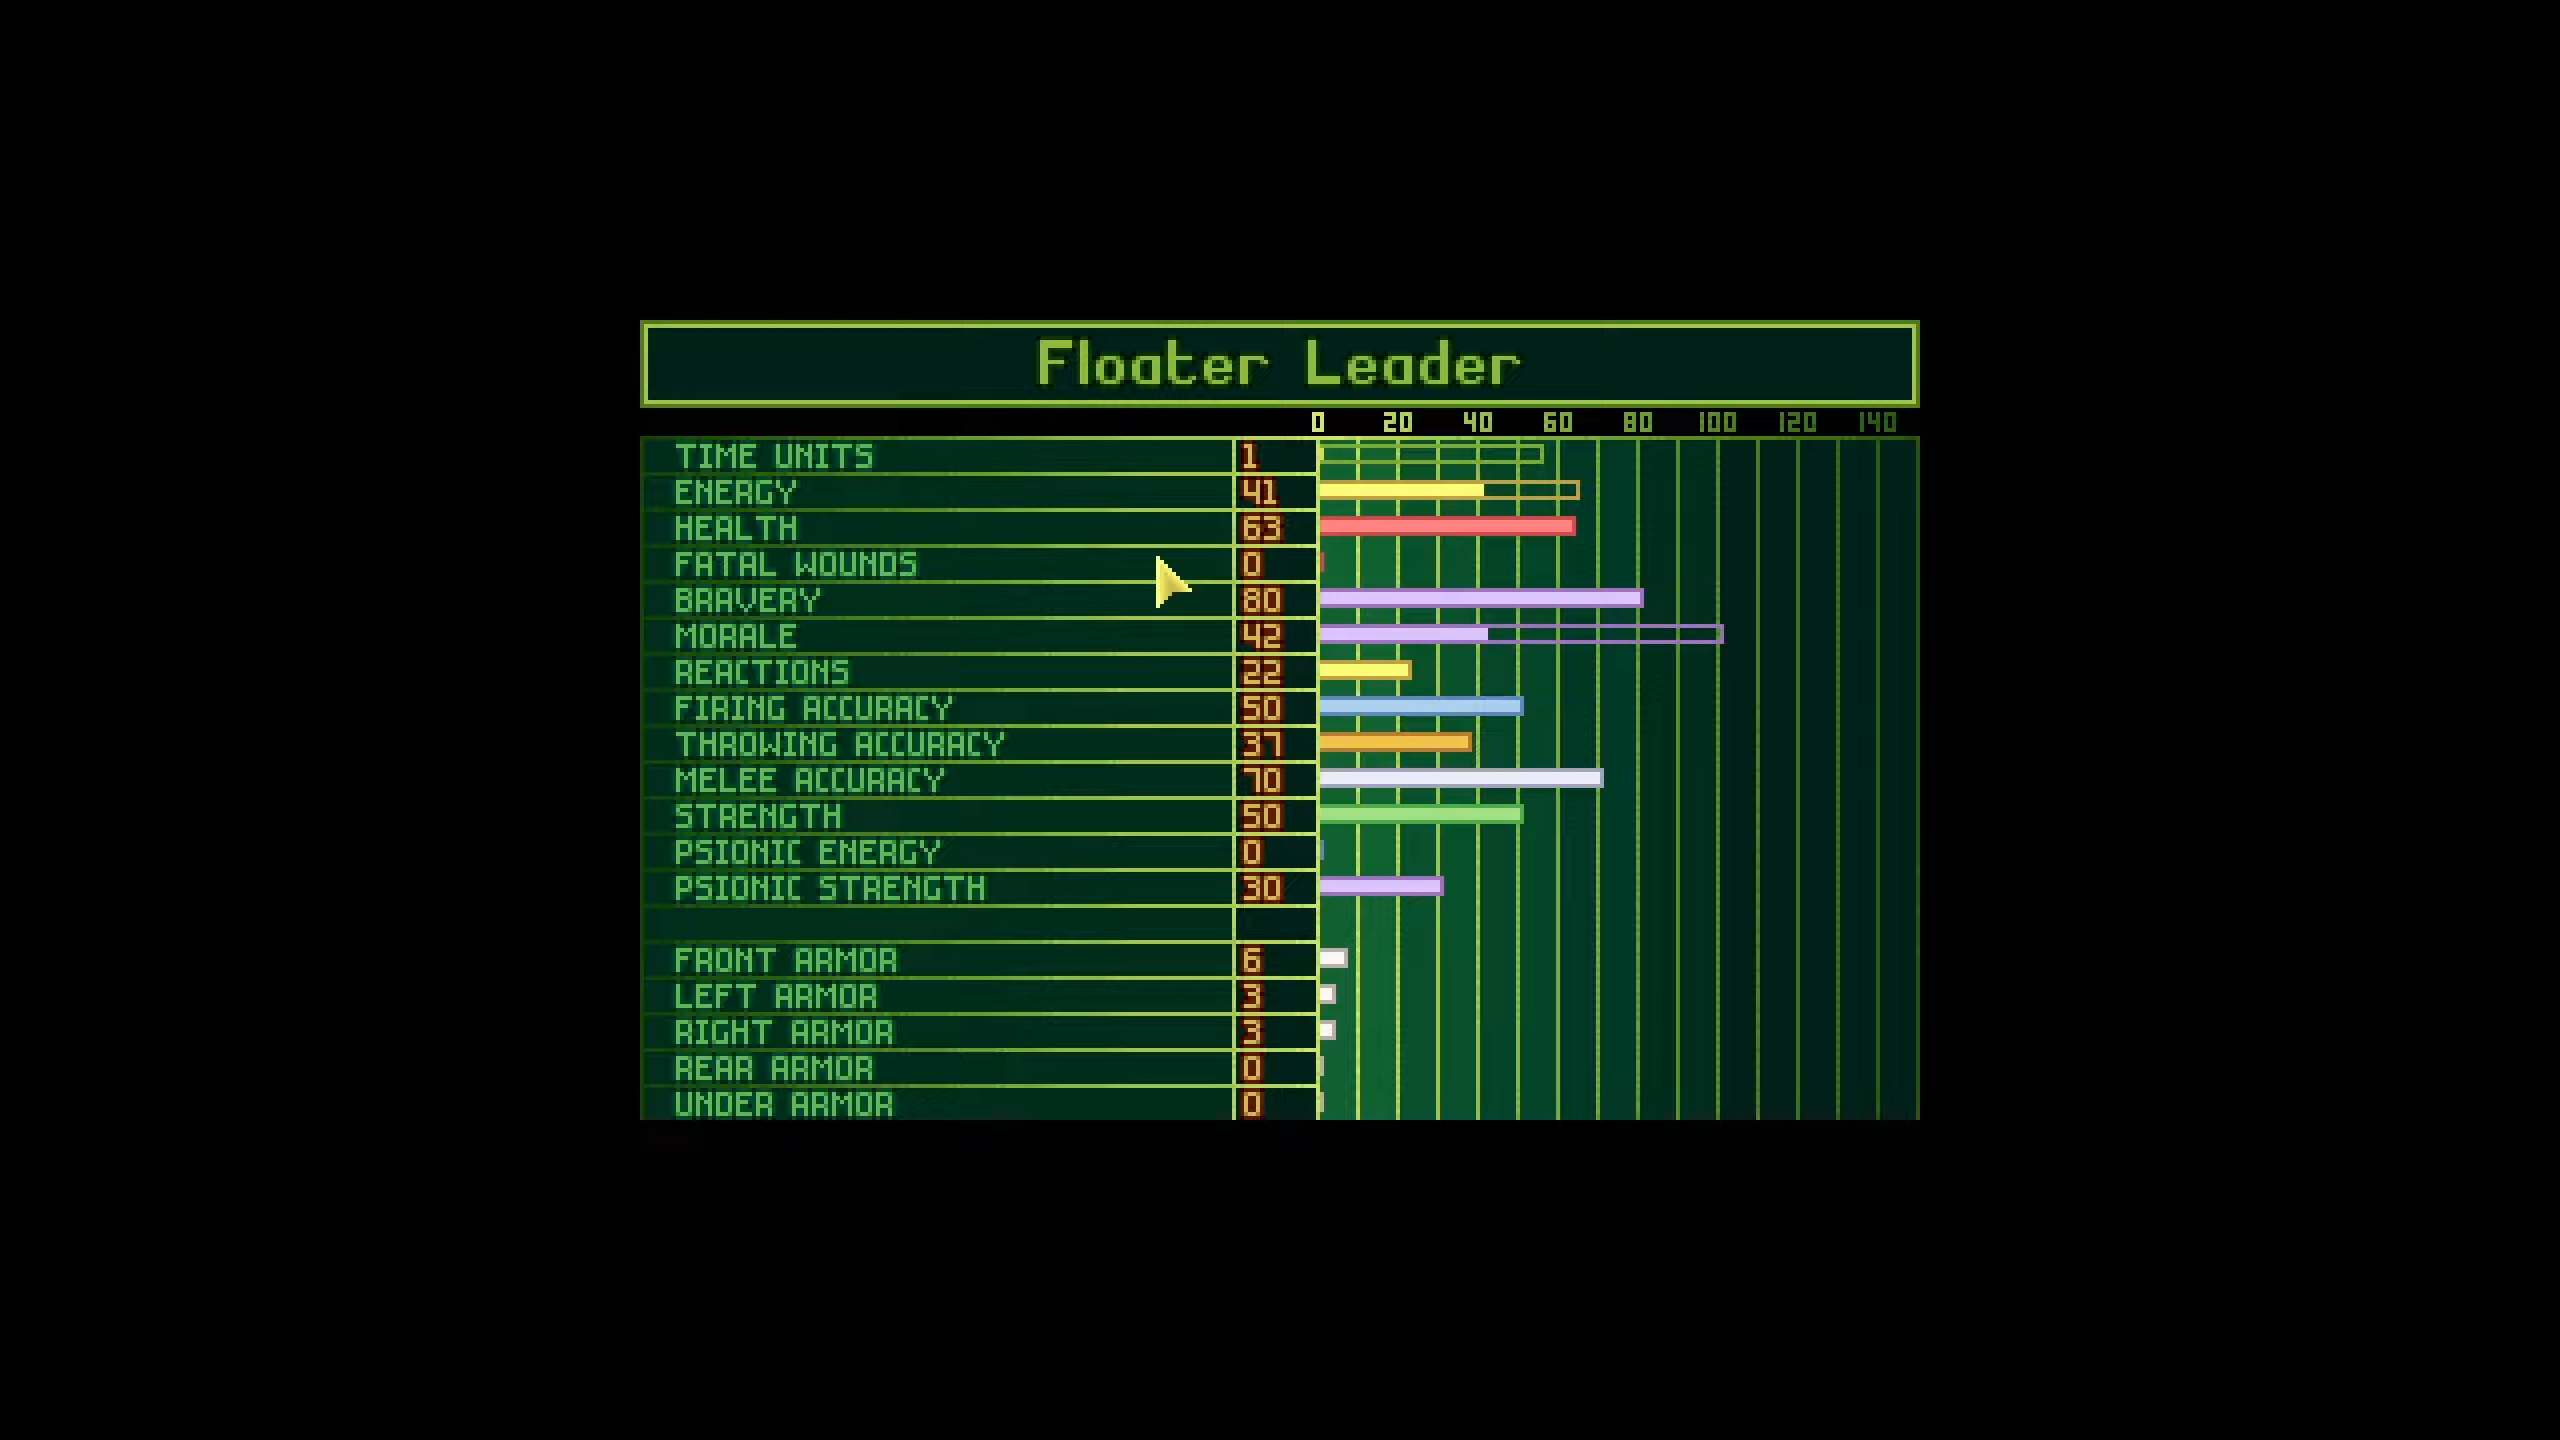 Floater Leader
0 20 40 60 80 100 120 140
TIME UNITS 1
ENERGY 41
HEALTH 63
FATAL WOUNDS 0
BRAVERY 80
MORALE 42
REACTIONS 22
FIRING ACCURACY 50
THROWING ACCURACY 37
MELEE ACCURACY 70
STRENGTH 50
PSIONIC ENERGY 0
PSIONIC STRENGTH 30
FRONT ARMOR 6
LEFT ARMOR 3
RIGHT ARMOR 3
REAR ARMOR 0
UNDER ARMOR 0